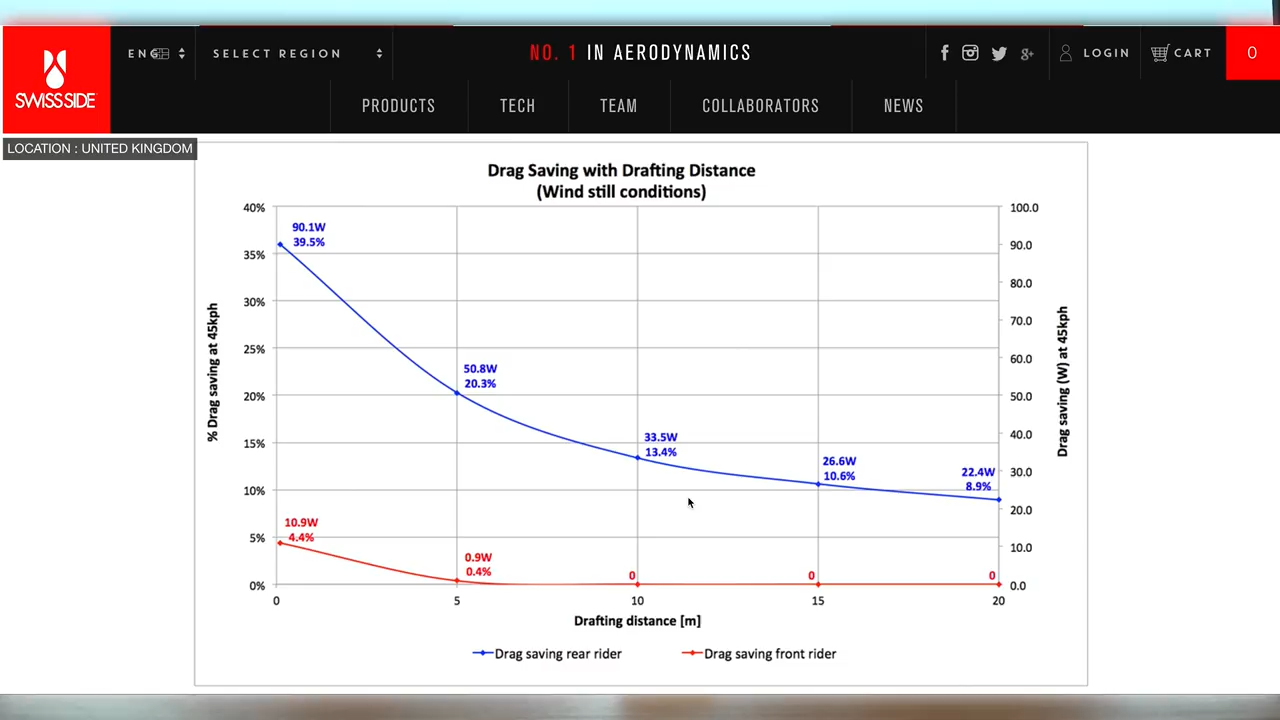 ENG
SELECT REGION
NO. 1 IN AERODYNAMICS
LOGIN
CART
0
SWISS SIDE
PRODUCTS
TECH
TEAM
COLLABORATORS
NEWS
LOCATION : UNITED KINGDOM
Drag Saving with Drafting Distance
(Wind still conditions)
40%
35%
30%
25%
20%
15%
10%
5%
0%
% Drag saving at 45kph
90.1W
39.5%
50.8W
20.3%
33.5W
13.4%
26.6W
10.6%
22.4W
8.9%
10.9W
4.4%
0.9W
0.4%
0
0
0
100.0
90.0
80.0
70.0
60.0
50.0
40.0
30.0
20.0
10.0
0.0
Drag saving (W) at 45kph
0 5 10 15 20
Drafting distance [m]
Drag saving rear rider
Drag saving front rider